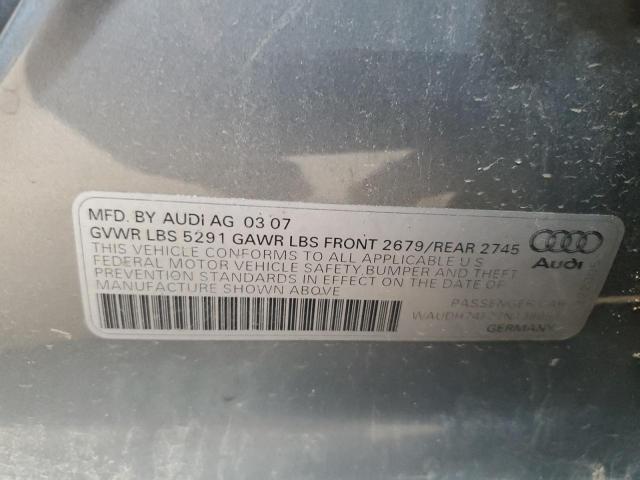 MFD. BY AUDI AG 03 07
GVWR LBS 5291 GAWR LBS FRONT 2679/REAR 2745
THIS VEHICLE CONFORMS TO ALL APPLICABLE U S
FEDERAL MOTOR VEHICLE SAFETY, BUMPER AND THEFT
PREVENTION STANDARDS IN EFFECT ON THE DATE OF
MANUFACTURE SHOWN ABOVE
Audi
PASSENGER CAR
GERMANY